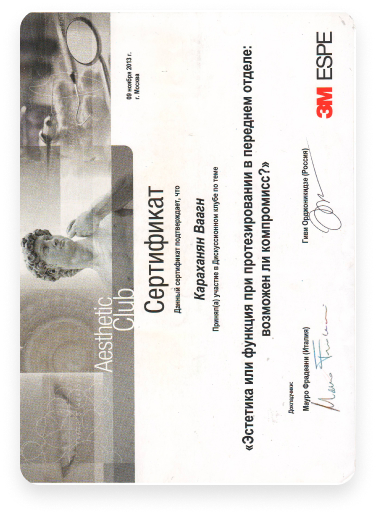 Aesthetic
Club
09 ноября 2013 г.
г. Москва
Сертификат
Данный сертификат подтверждает, что
Караханян Ваагн
Принял(а) участие в Дискуссионном клубе по теме
«Эстетика или функция при протезировании в переднем отделе:
возможен ли компромисс?»
Докладчики:
Мауро Фрадеани (Италия)
Гиви Орджоникидзе (Россия)
3M ESPE